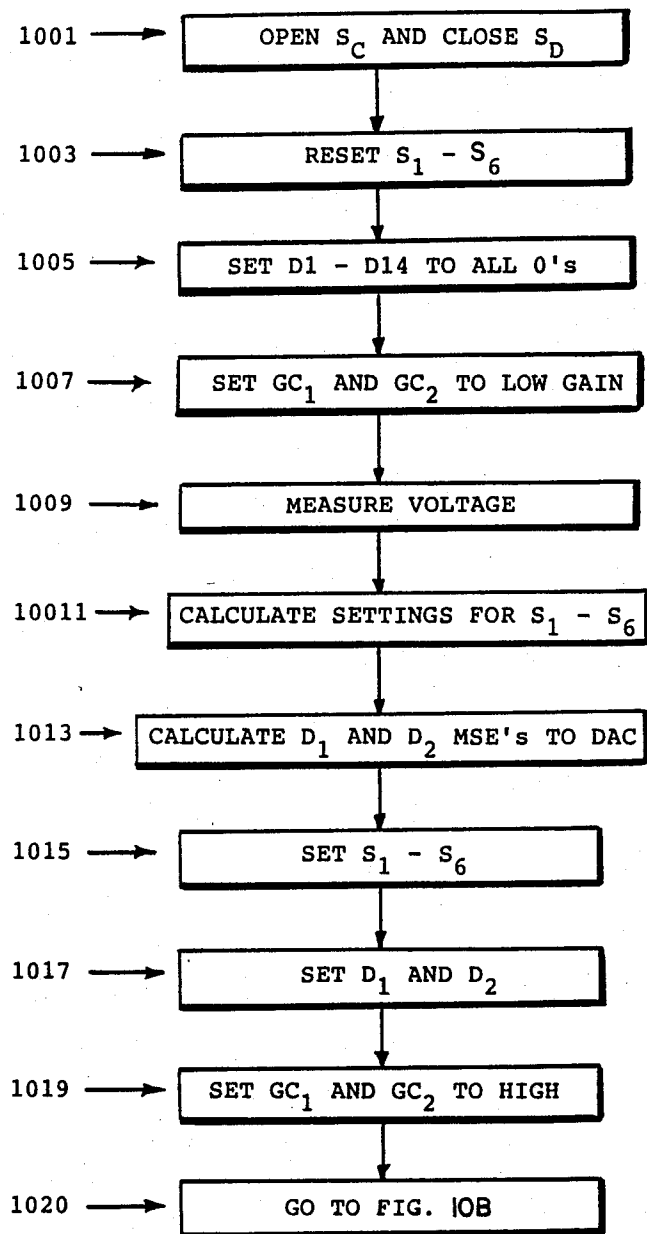 1001 OPEN S_C AND CLOSE S_D
1003 RESET S_1 - S_6
1005 SET D1 - D14 TO ALL 0's
1007 SET GC_1 AND GC_2 TO LOW GAIN
1009 MEASURE VOLTAGE
10011 CALCULATE SETTINGS FOR S_1 - S_6
1013 CALCULATE D_1 AND D_2 MSE's TO DAC
1015 SET S_1 - S_6
1017 SET D_1 AND D_2
1019 SET GC_1 AND GC_2 TO HIGH
1020 GO TO FIG. 10B